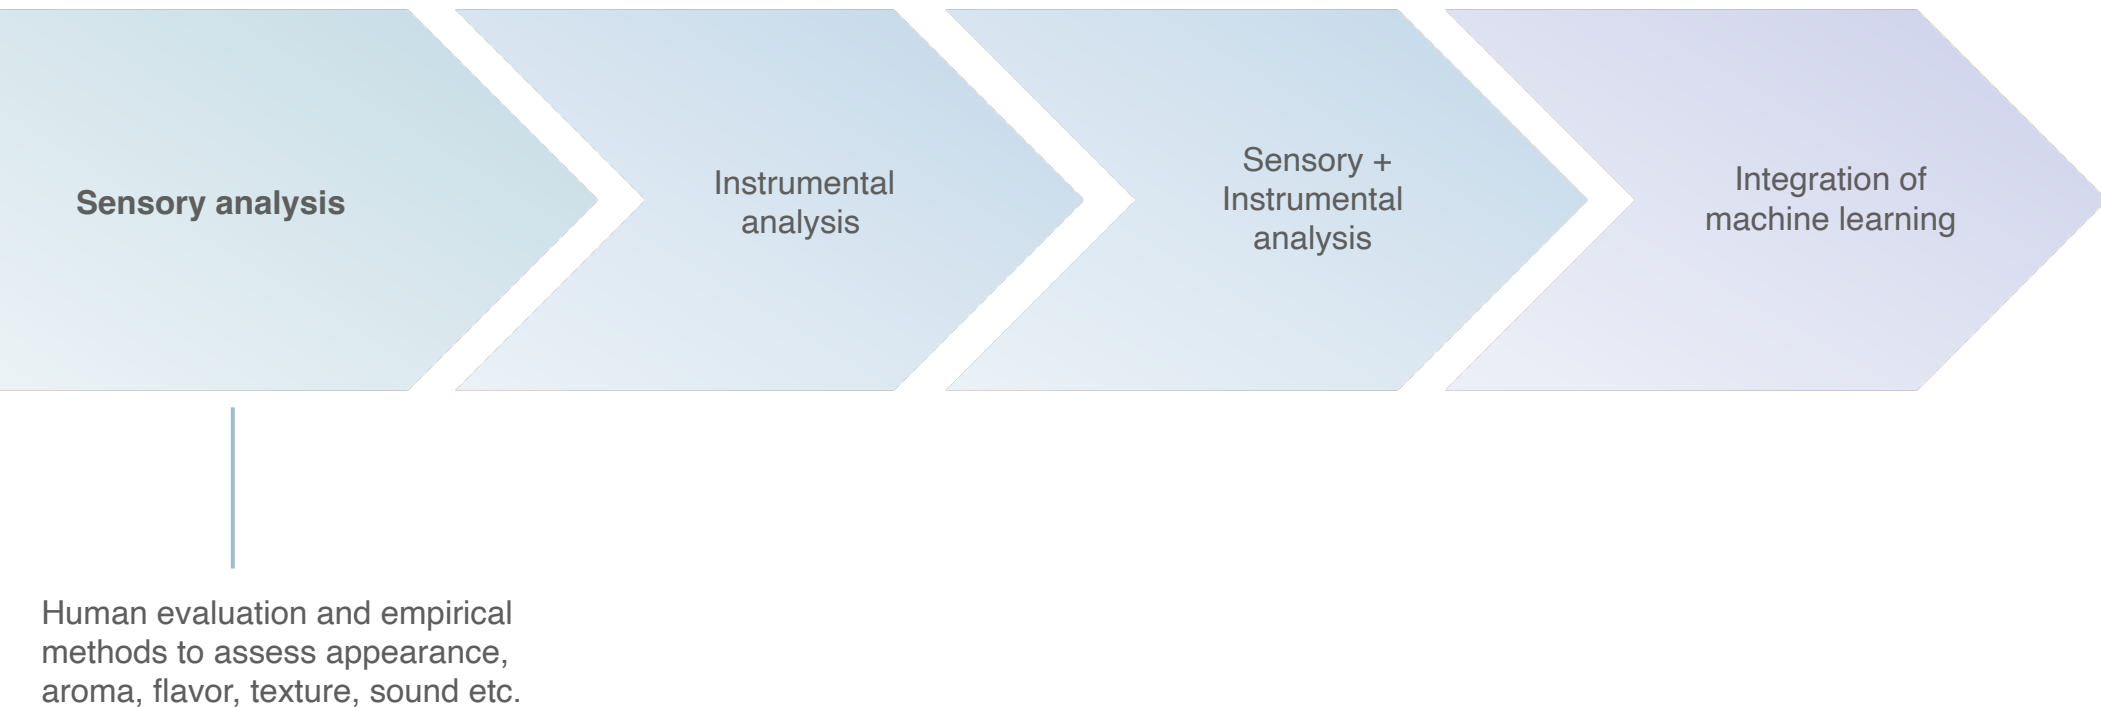 Sensory analysis
Instrumental
analysis
Sensory +
Instrumental
analysis
Integration of
machine learning
Human evaluation and empirical
methods to assess appearance,
aroma, flavor, texture, sound etc.